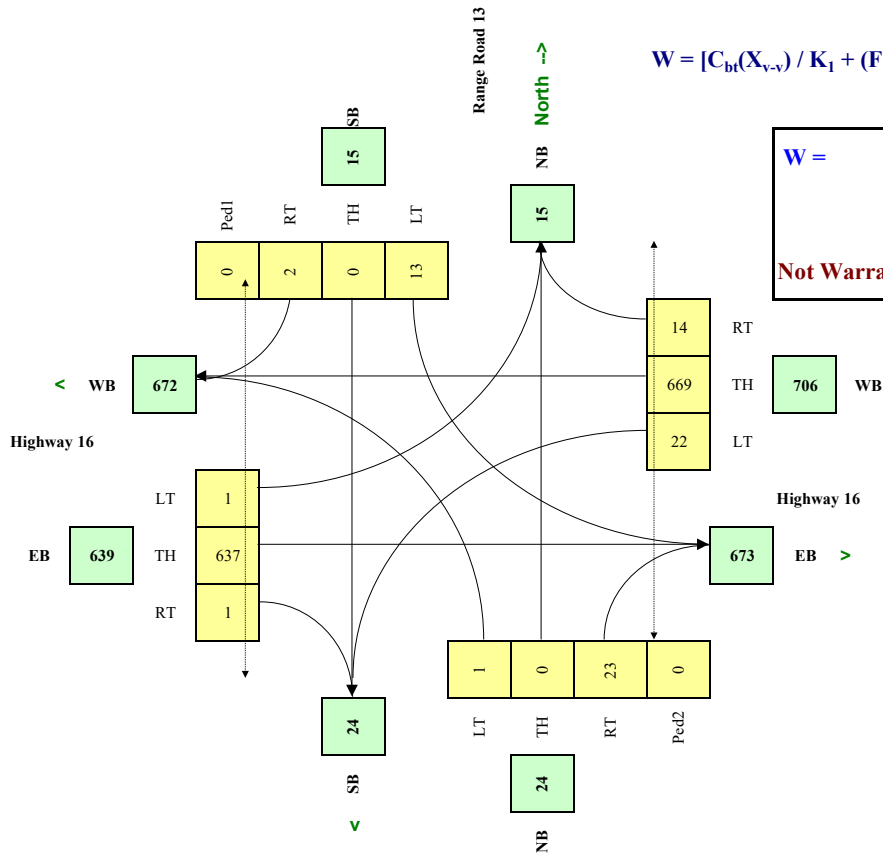 W = [Cbt(Xv-v) / K1 + (F
Range Road 13
North -->
SB
15
NB
15
W =
Not Warra
Ped1
RT
TH
LT
0
2
0
13
14
RT
669
TH
706
WB
22
LT
< WB
672
Highway 16
LT
1
EB
639
TH
637
RT
1
Highway 16
673
EB >
1
0
23
0
LT
TH
RT
Ped2
24
SB
v
24
NB